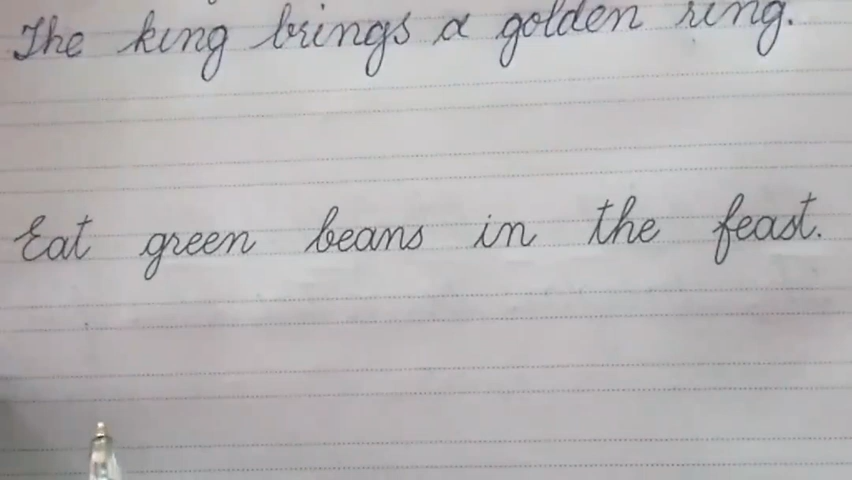 The king brings a golden ring.
Eat green beans in the feast.